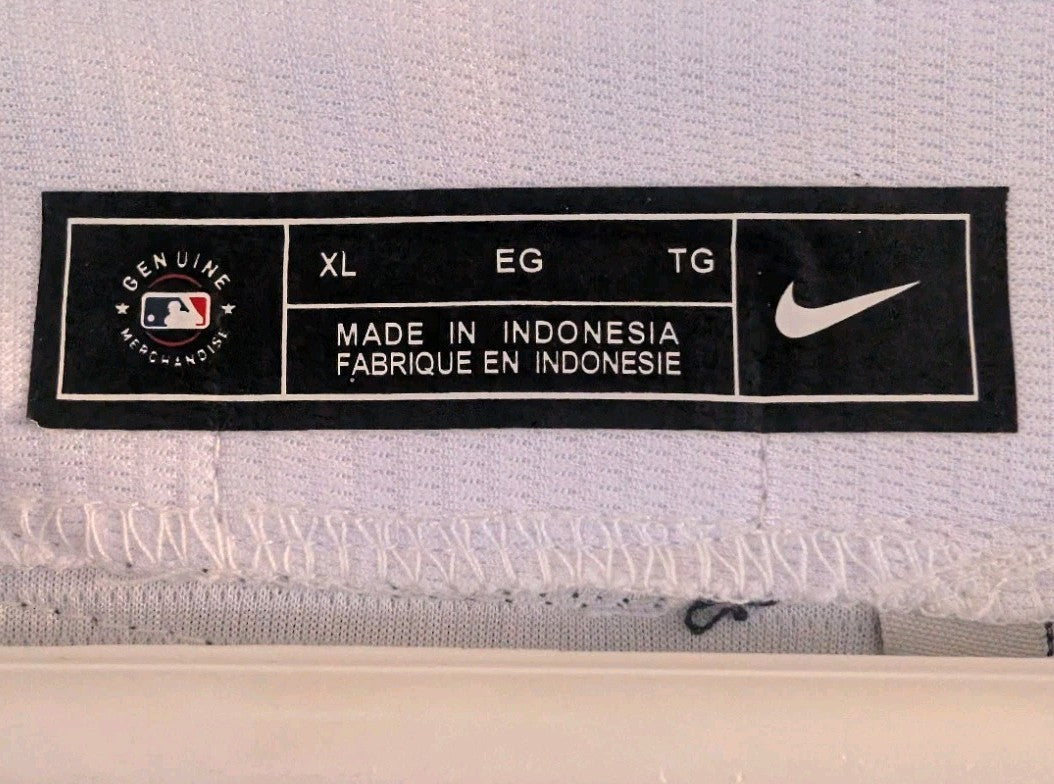 GENUINE
MERCHANDISE
XL EG TG
MADE IN INDONESIA
FABRIQUE EN INDONESIE